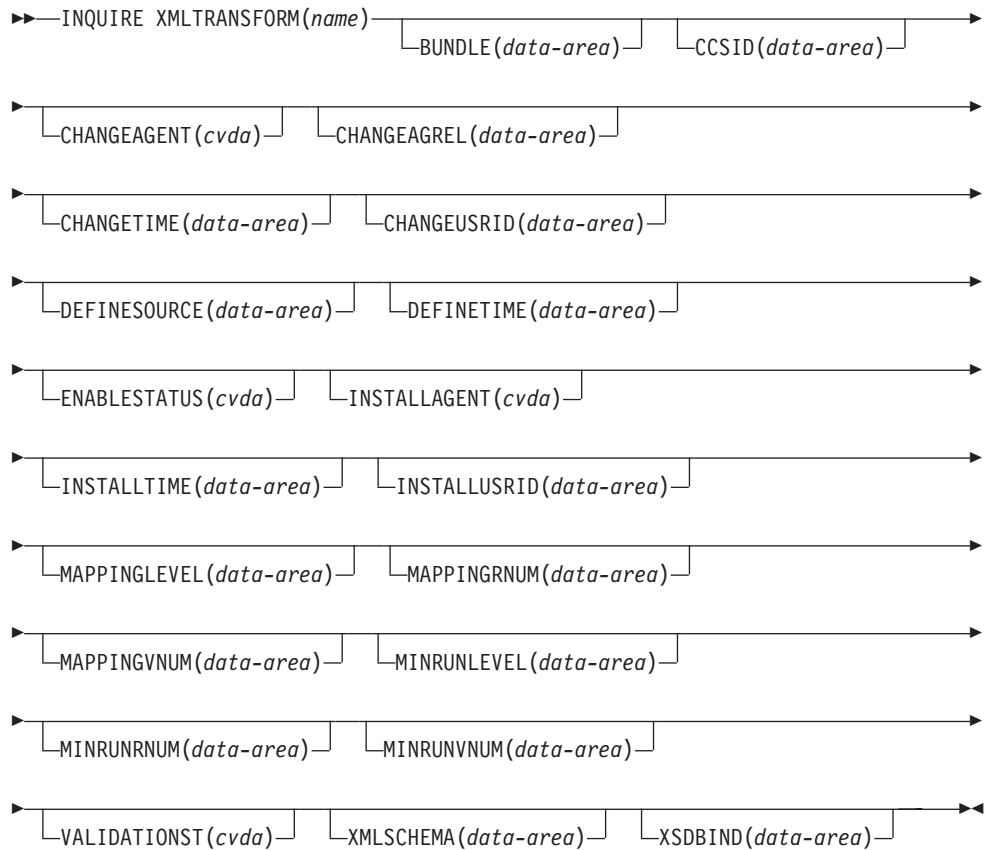 INQUIRE XMLTRANSFORM(name)
BUNDLE(data-area) CCSID(data-area)
CHANGEAGENT(cvda) CHANGEAGREL(data-area)
CHANGETIME(data-area) CHANGEUSRID(data-area)
DEFINESOURCE(data-area) DEFINETIME(data-area)
ENABLESTATUS(cvda) INSTALLAGENT(cvda)
INSTALLTIME(data-area) INSTALLUSRID(data-area)
MAPPINGLEVEL(data-area) MAPPINGRNUM(data-area)
MAPPINGVNUM(data-area) MINRUNLEVEL(data-area)
MINRUNRNUM(data-area) MINRUNVNUM(data-area)
VALIDATIONST(cvda) XMLSCHEMA(data-area) XSDBIND(data-area)